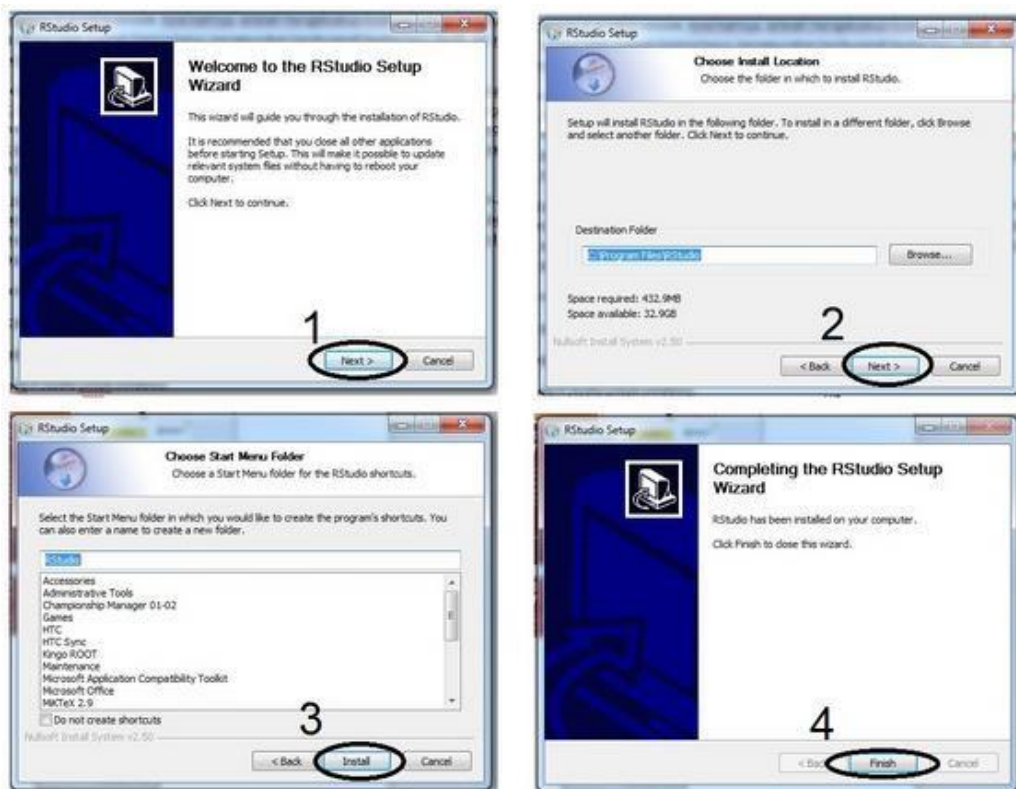 RStudio Setup
Welcome to the RStudio Setup
Wizard
This wizard will guide you through the installation of RStudio.
It is recommended that you close all other applications
before starting Setup. This will make it possible to update
relevant system files without having to reboot your
computer.
Click Next to continue.
1
Next >
Cancel
RStudio Setup
Choose Install Location
Choose the folder in which to install RStudio.
Setup will install RStudio in the following folder. To install in a different folder, click Browse
and select another folder. Click Next to continue.
Destination Folder
C:\Program Files\RStudio
Browse...
Space required: 432.9MB
Space available: 32.9GB
2
Nullsoft Install System v2.50
< Back
Next >
Cancel
RStudio Setup
Choose Start Menu Folder
Choose a Start Menu folder for the RStudio shortcuts.
Select the Start Menu folder in which you would like to create the program's shortcuts. You
can also enter a name to create a new folder.
RStudio
Accessories
Administrative Tools
Championship Manager 01-02
Games
HTC
HTC Sync
Kingo ROOT
Maintenance
Microsoft Application Compatibility Toolkit
Microsoft Office
MiKTeX 2.9
Do not create shortcuts
3
Nullsoft Install System v2.50
< Back
Install
Cancel
RStudio Setup
Completing the RStudio Setup
Wizard
RStudio has been installed on your computer.
Click Finish to close this wizard.
4
< Back
Finish
Cancel